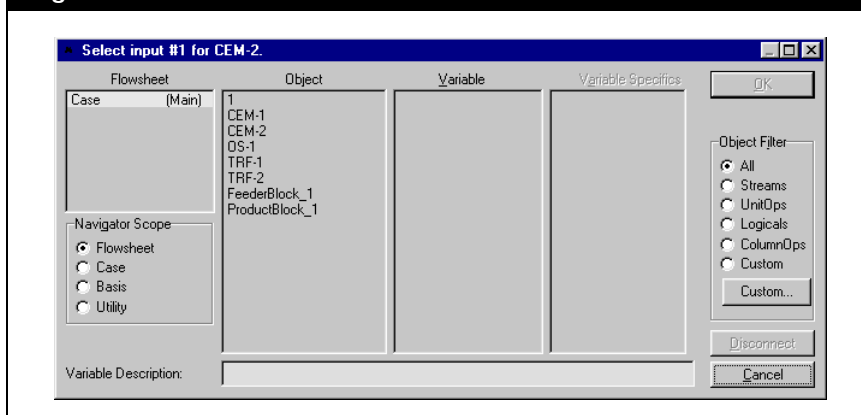 Select input #1 for CEM-2.
Flowsheet
Object
Variable
Variable Specifics
OK
Case (Main)
1
CEM-1
CEM-2
OS-1
TRF-1
TRF-2
FeederBlock_1
ProductBlock_1
Navigator Scope
Flowsheet
Case
Basis
Utility
Object Filter
All
Streams
UnitOps
Logicals
ColumnOps
Custom
Custom...
Disconnect
Variable Description:
Cancel